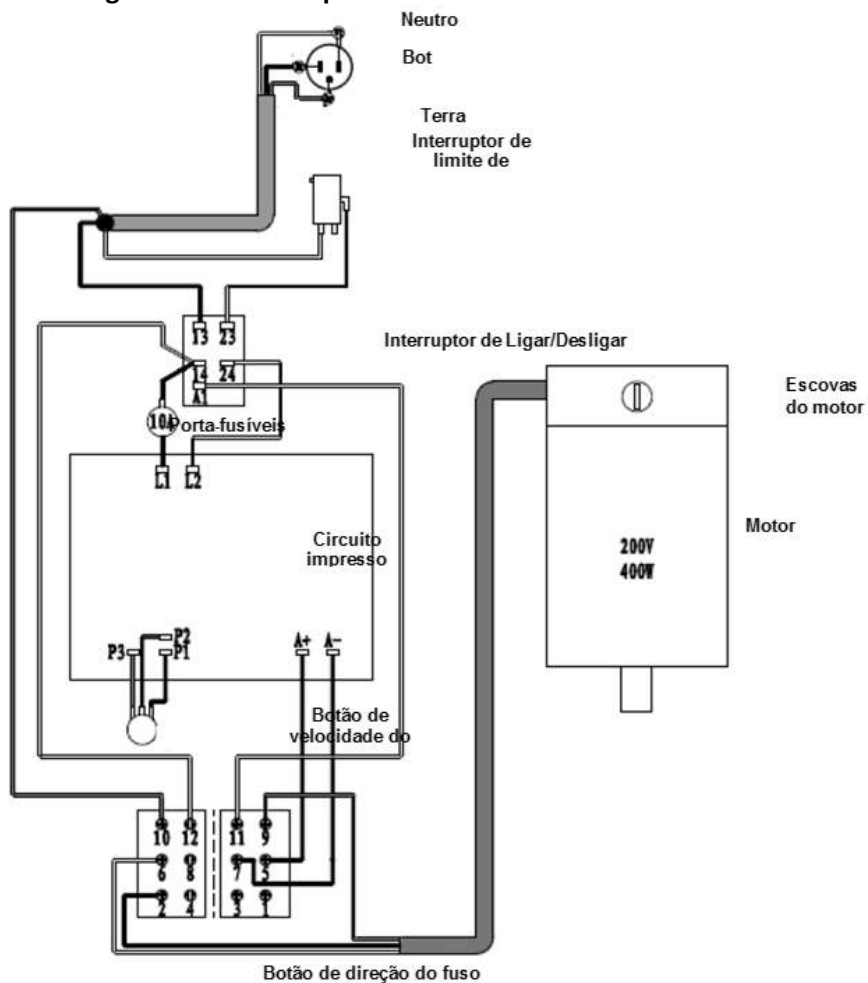 Neutro
Bot
Terra
Interruptor de
limite de
13 23
Interruptor de Ligar/Desligar
14 24
A1
Escovas
do motor
10A
Porta-fusíveis
L1 L2
Motor
Circuito
impresso
200V
400W
P2
P3 P1
A+ A-
Botão de
velocidade do
10 12 11 9
6 8 7 5
2 4 3 1
Botão de direção do fuso